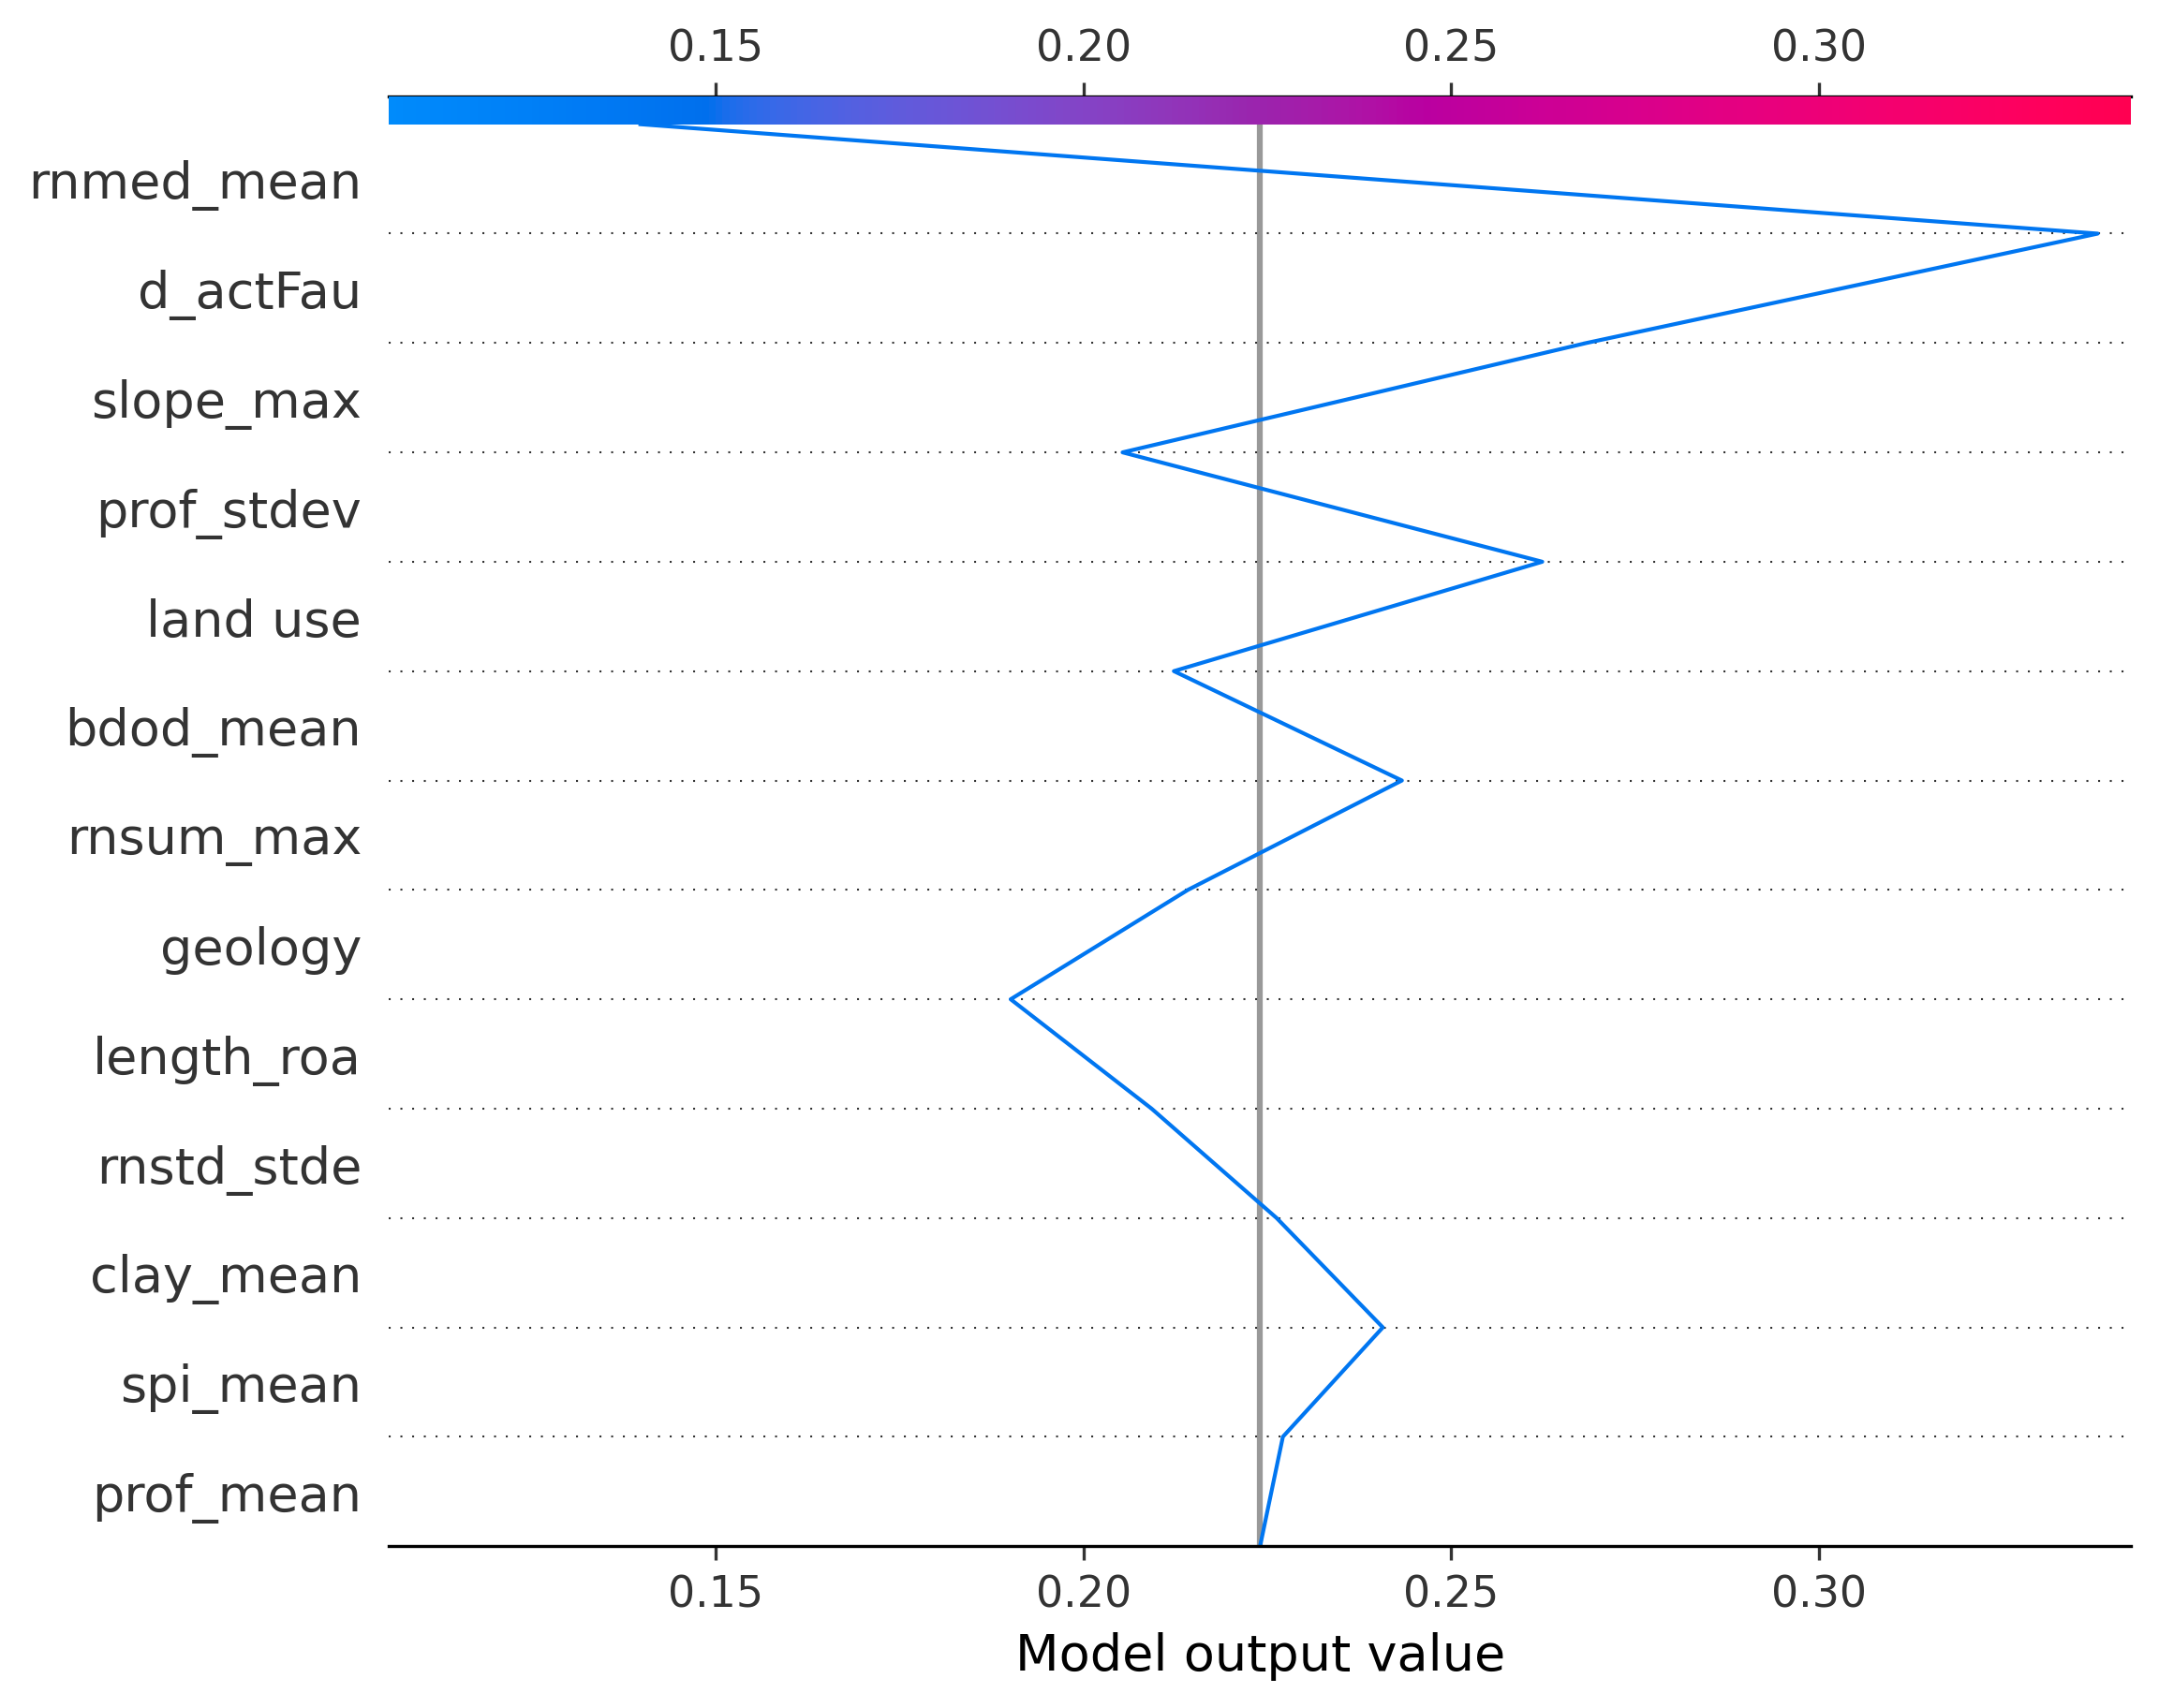 0.15 0.20 0.25 0.30
rnmed_mean
d_actFau
slope_max
prof_stdev
land use
bdod_mean
rnsum_max
geology
length_roa
rnstd_stde
clay_mean
spi_mean
prof_mean
0.15 0.20 0.25 0.30
Model output value